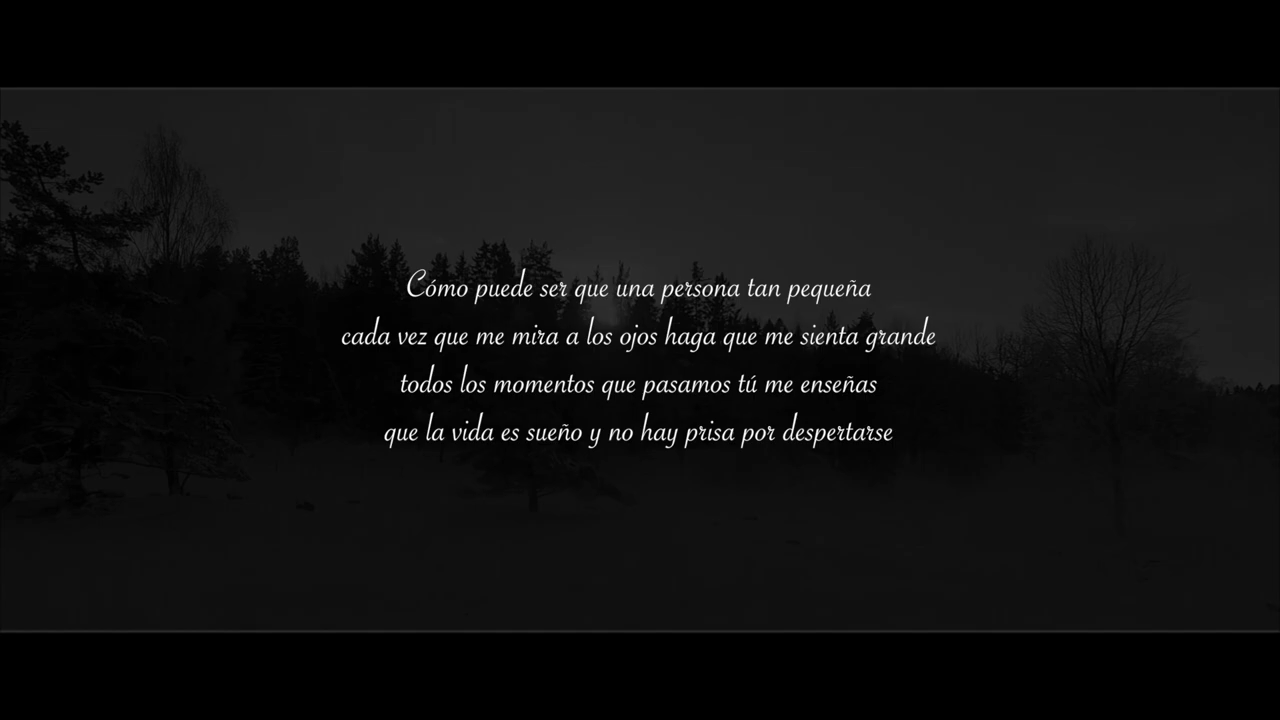 Cómo puede ser que una persona tan pequeña
cada vez que me mira a los ojos haga que me sienta grande
todos los momentos que pasamos tú me enseñas
que la vida es sueño y no hay prisa por despertarse